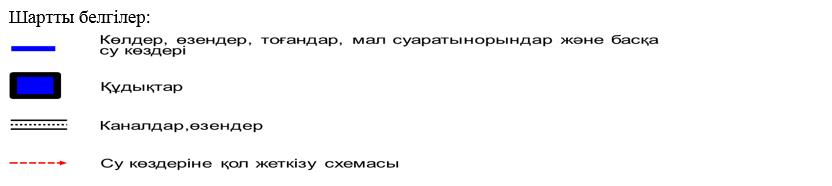 Шартты белгілер:
Көлдер, өзендер, тоғандар, мал суаратынорындар және басқа
су көздері
Құдықтар
Каналдар,өзендер
Су көздеріне қол жеткізу схемасы